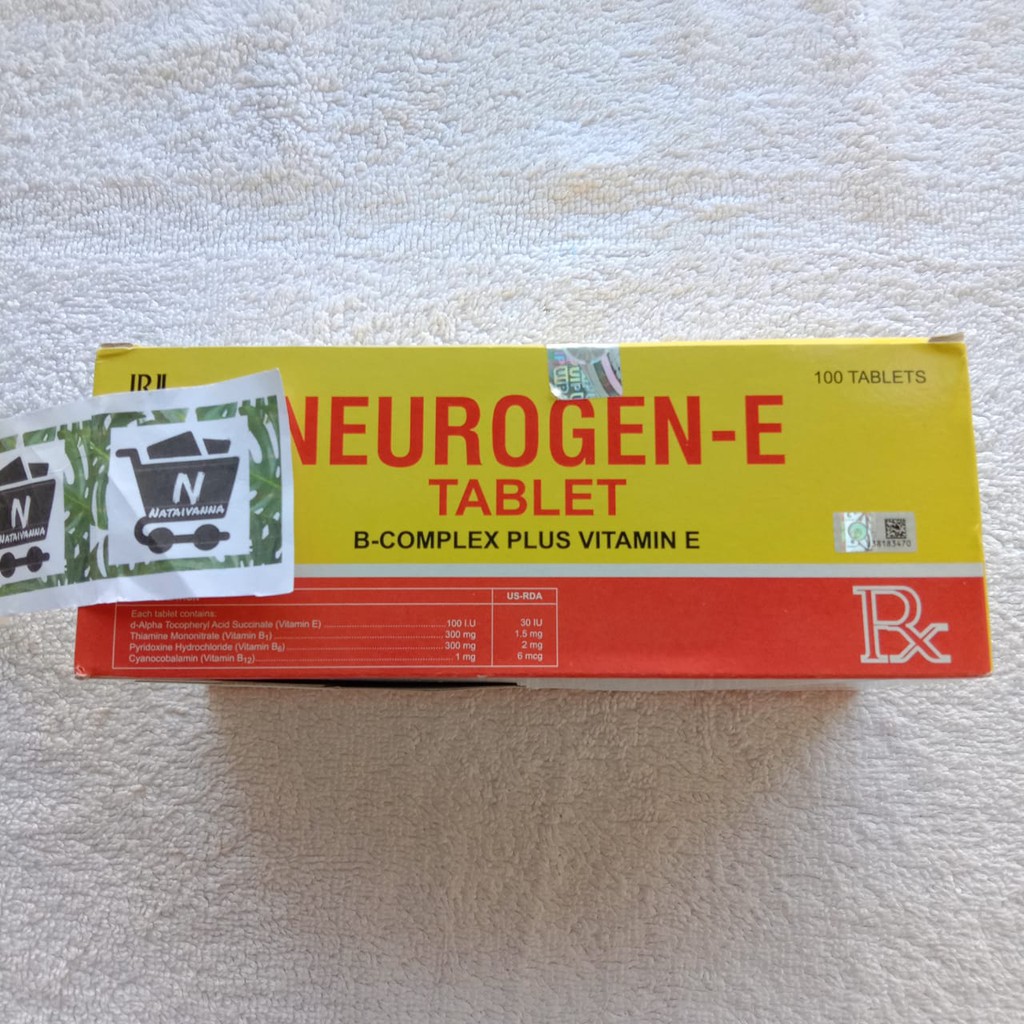 100 TABLETS
NEUROGEN-E
TABLET
B-COMPLEX PLUS VITAMIN E
N
NATAIVANNA
N
NATAIVANNA
38183470
US-RDA
Each tablet contains:
d-Alpha Tocopheryl Acid Succinate (Vitamin E) 100 I.U 30 IU
Thiamine Mononitrate (Vitamin B1) 300 mg 1.5 mg
Pyridoxine Hydrochloride (Vitamin B6) 300 mg 2 mg
Cyanocobalamin (Vitamin B12) 1 mg 6 mcg
Rx